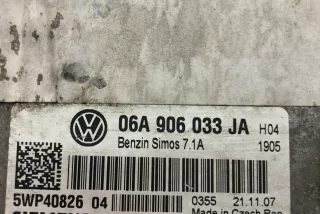 06A 906 033 JA H04
Benzin Simos 7.1A 1905
5WP40826 04 0355 21.11.07
Made in Czech Rep